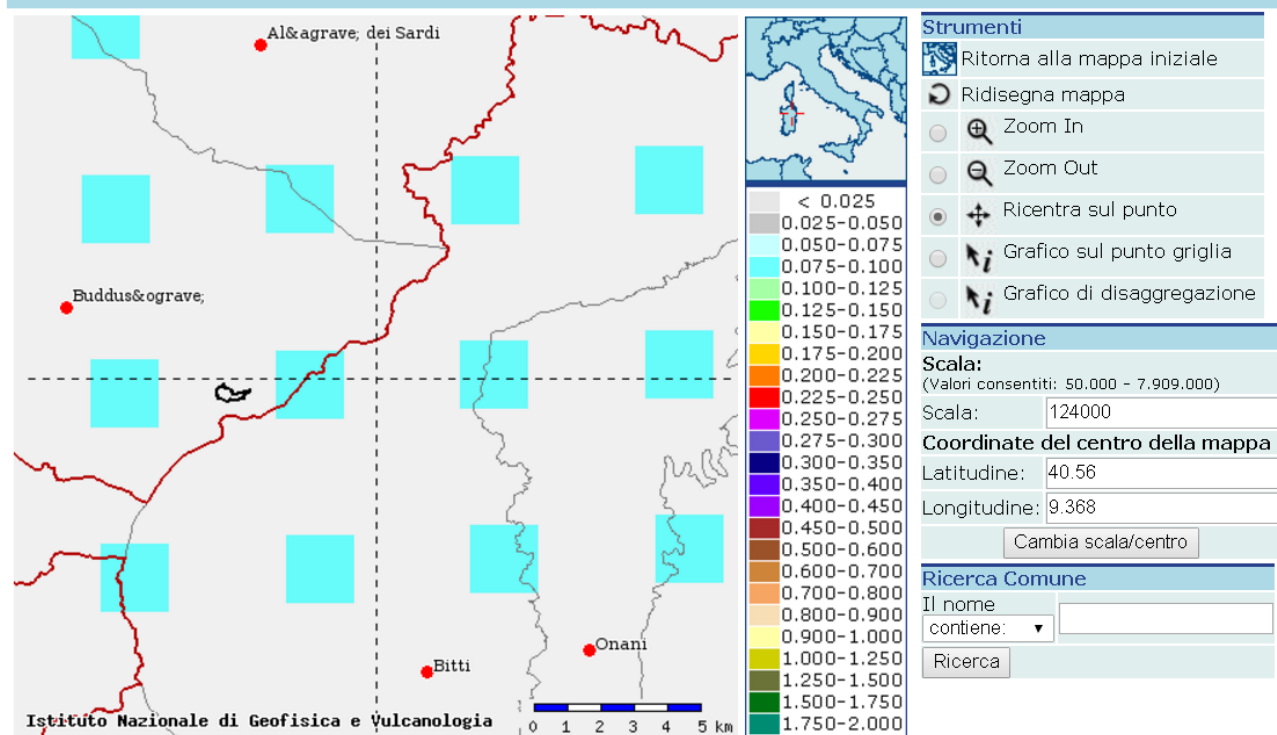 Al&agrave; dei Sardi
Buddus&ograve;
Bitti
Onani
Istituto Nazionale di Geofisica e Vulcanologia
0 1 2 3 4 5 km
< 0.025
0.025-0.050
0.050-0.075
0.075-0.100
0.100-0.125
0.125-0.150
0.150-0.175
0.175-0.200
0.200-0.225
0.225-0.250
0.250-0.275
0.275-0.300
0.300-0.350
0.350-0.400
0.400-0.450
0.450-0.500
0.500-0.600
0.600-0.700
0.700-0.800
0.800-0.900
0.900-1.000
1.000-1.250
1.250-1.500
1.500-1.750
1.750-2.000
Strumenti
Ritorna alla mappa iniziale
Ridisegna mappa
Zoom In
Zoom Out
Ricentra sul punto
Grafico sul punto griglia
Grafico di disaggregazione
Navigazione
Scala:
(Valori consentiti: 50.000 - 7.909.000)
Scala: 124000
Coordinate del centro della mappa
Latitudine: 40.56
Longitudine: 9.368
Cambia scala/centro
Ricerca Comune
Il nome
contiene:
Ricerca